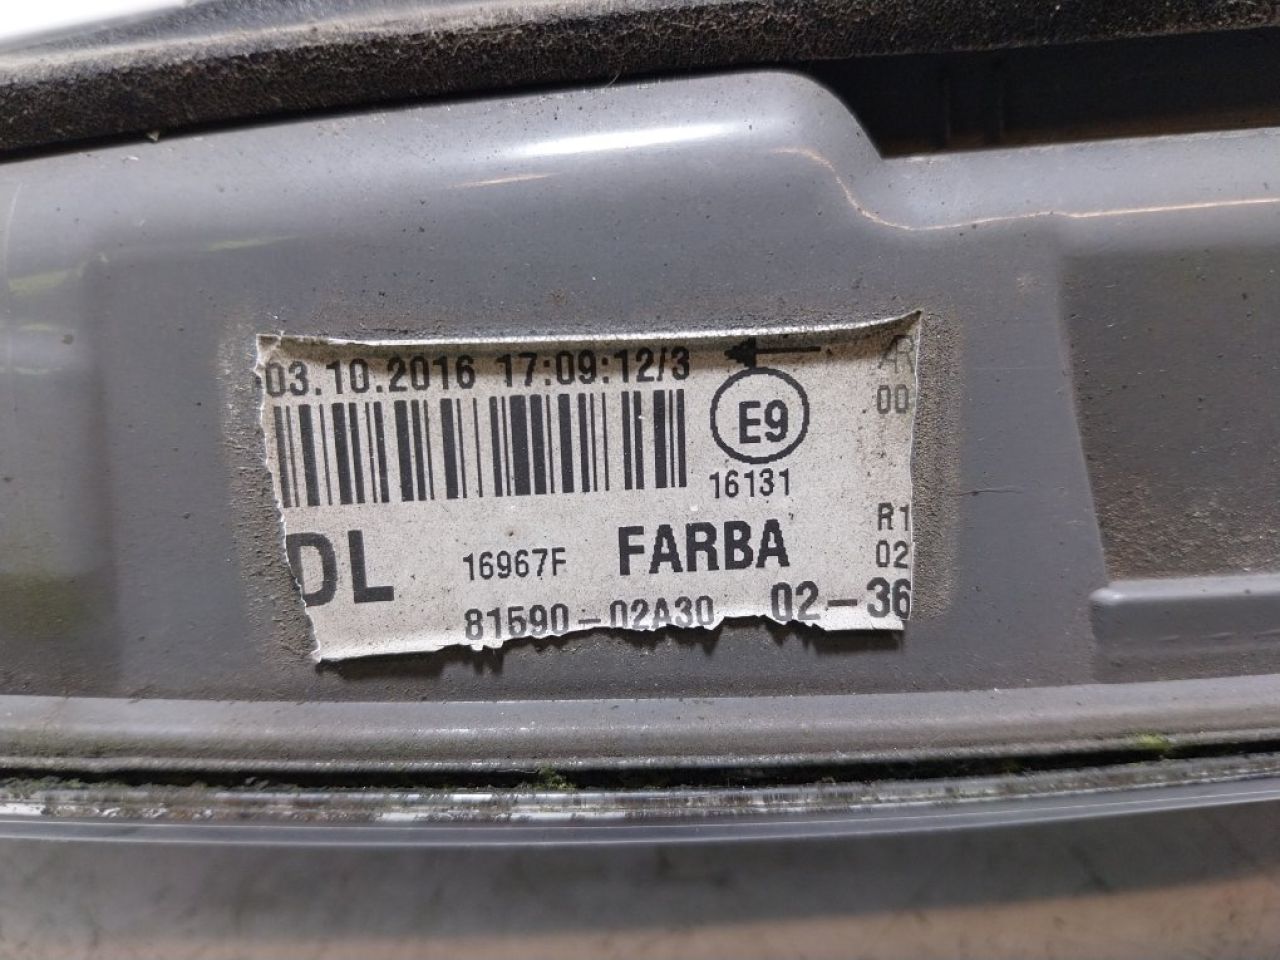 03.10.2016 17:09:12/3
E9
00
16131
R1
02
DL 16967F FARBA
81590-02A30 02-36